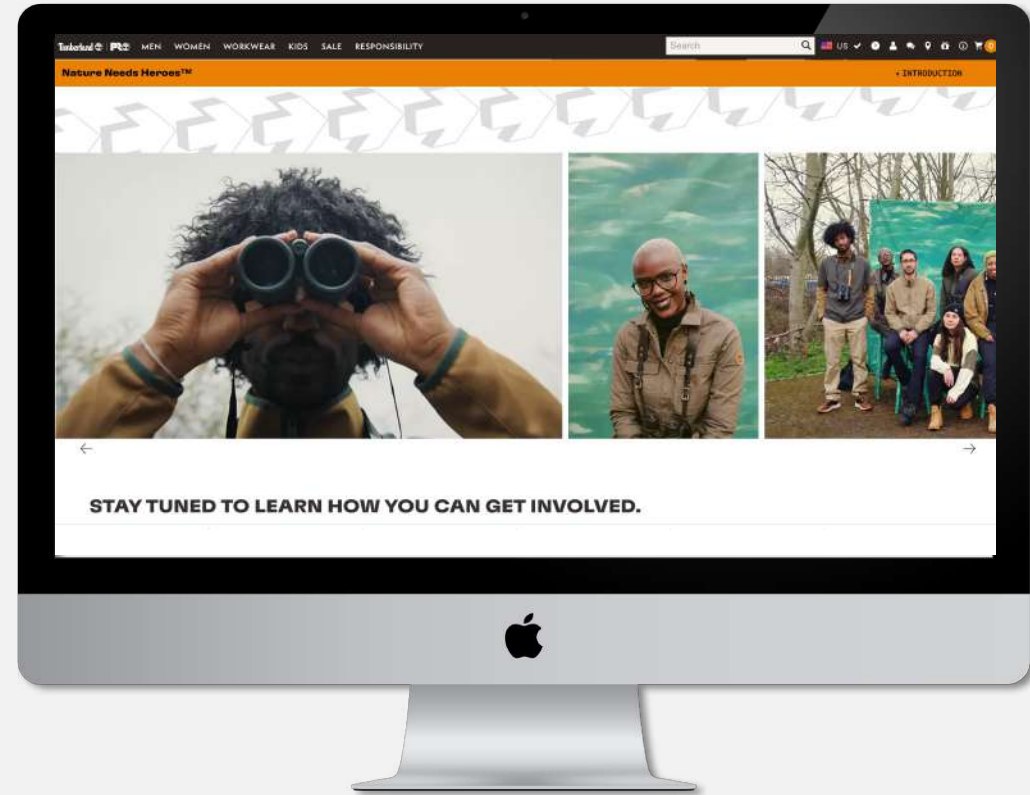 Timberland PRO MEN WOMEN WORKWEAR KIDS SALE RESPONSIBILITY Search US 0
Nature Needs Heroes™ INTRODUCTION
STAY TUNED TO LEARN HOW YOU CAN GET INVOLVED.